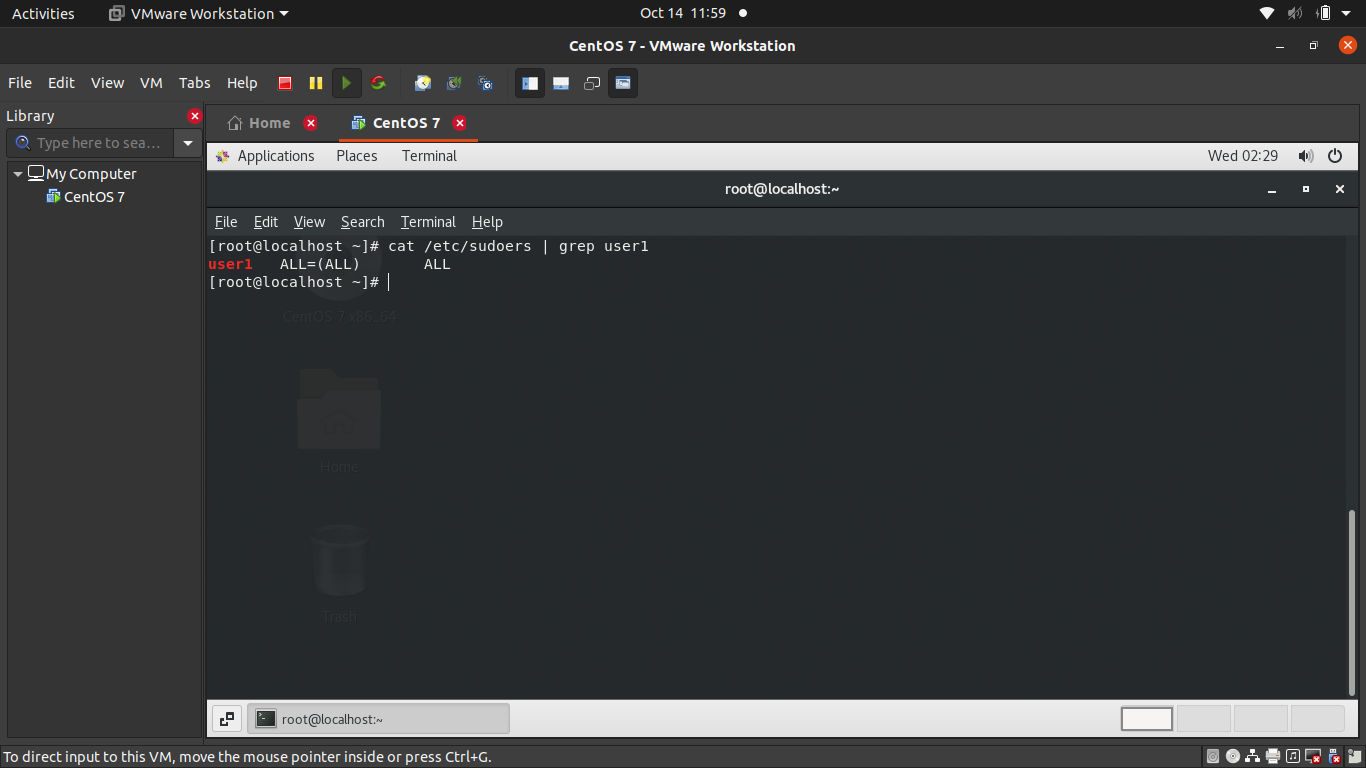 Activities VMware Workstation Oct 14 11:59
CentOS 7 - VMware Workstation
File Edit View VM Tabs Help
Library
Type here to sea...
My Computer
CentOS 7
Home CentOS 7
Applications Places Terminal Wed 02:29
root@localhost:~
File Edit View Search Terminal Help
[root@localhost ~]# cat /etc/sudoers | grep user1
user1 ALL=(ALL) ALL
[root@localhost ~]#
CentOS 7 x86_64
Home
Trash
root@localhost:~
To direct input to this VM, move the mouse pointer inside or press Ctrl+G.